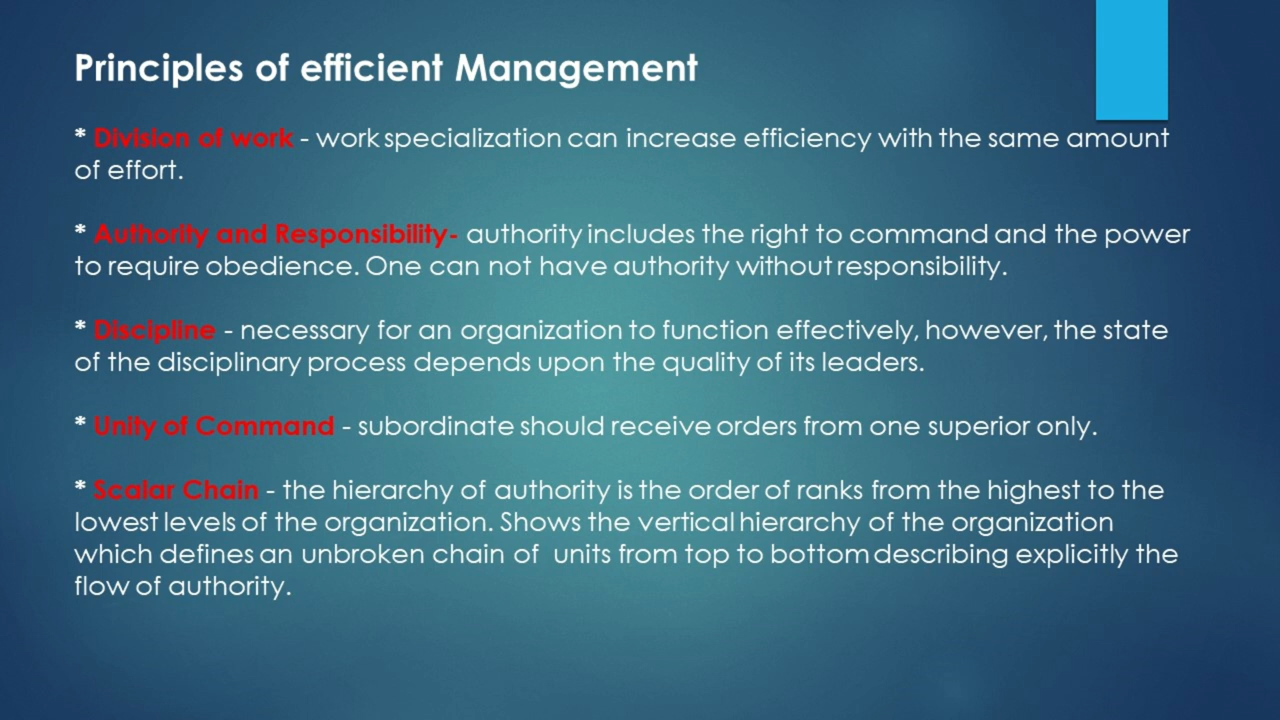 Principles of efficient Management
* Division of work - work specialization can increase efficiency with the same amount
of effort.
* Authority and Responsibility- authority includes the right to command and the power
to require obedience. One can not have authority without responsibility.
* Discipline - necessary for an organization to function effectively, however, the state
of the disciplinary process depends upon the quality of its leaders.
* Unity of Command - subordinate should receive orders from one superior only.
* Scalar Chain - the hierarchy of authority is the order of ranks from the highest to the
lowest levels of the organization. Shows the vertical hierarchy of the organization
which defines an unbroken chain of units from top to bottom describing explicitly the
flow of authority.